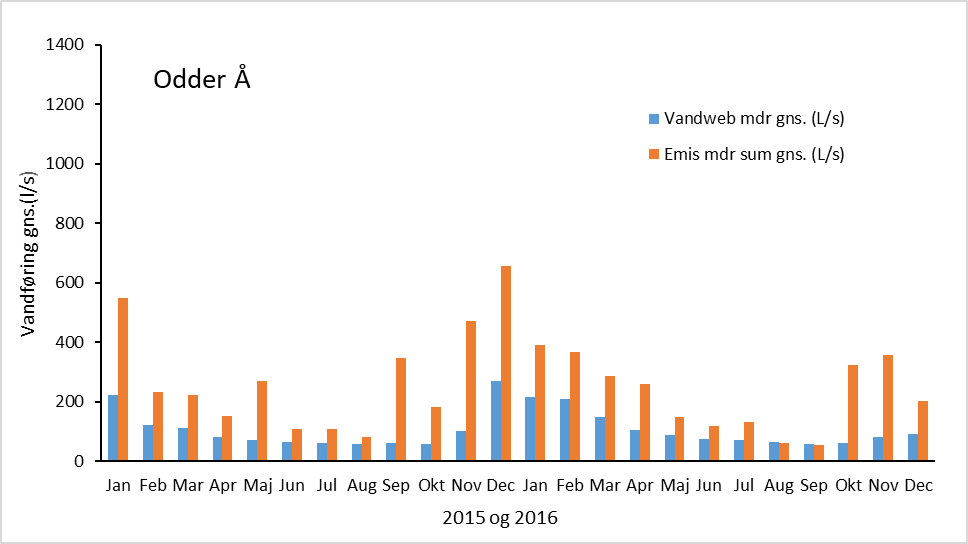 Odder Å
Vandweb mdr gns. (L/s)
Emis mdr sum gns. (L/s)
Vandføring gns.(l/s)
1400
1200
1000
800
600
400
200
0
Jan Feb Mar Apr Maj Jun Jul Aug Sep Okt Nov Dec Jan Feb Mar Apr Maj Jun Jul Aug Sep Okt Nov Dec
2015 og 2016